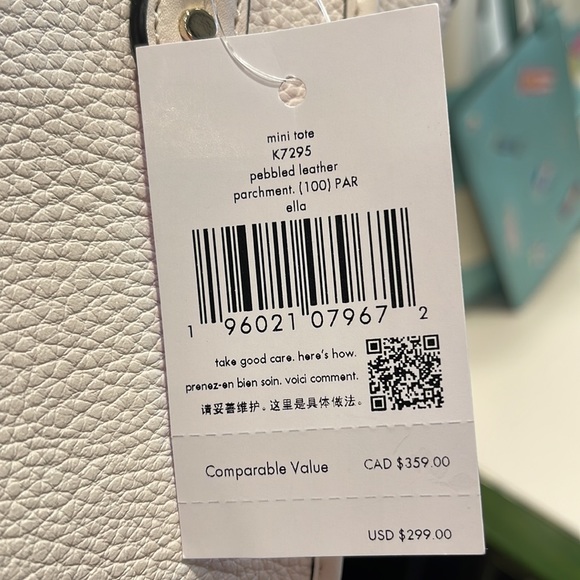 mini tote
K7295
pebbled leather
parchment. (100) PAR
ella
1 96021 07967 2
take good care. here's how.
prenez-en bien soin. voici comment.
请妥善维护。这里是具体做法。
Comparable Value CAD $359.00
USD $299.00